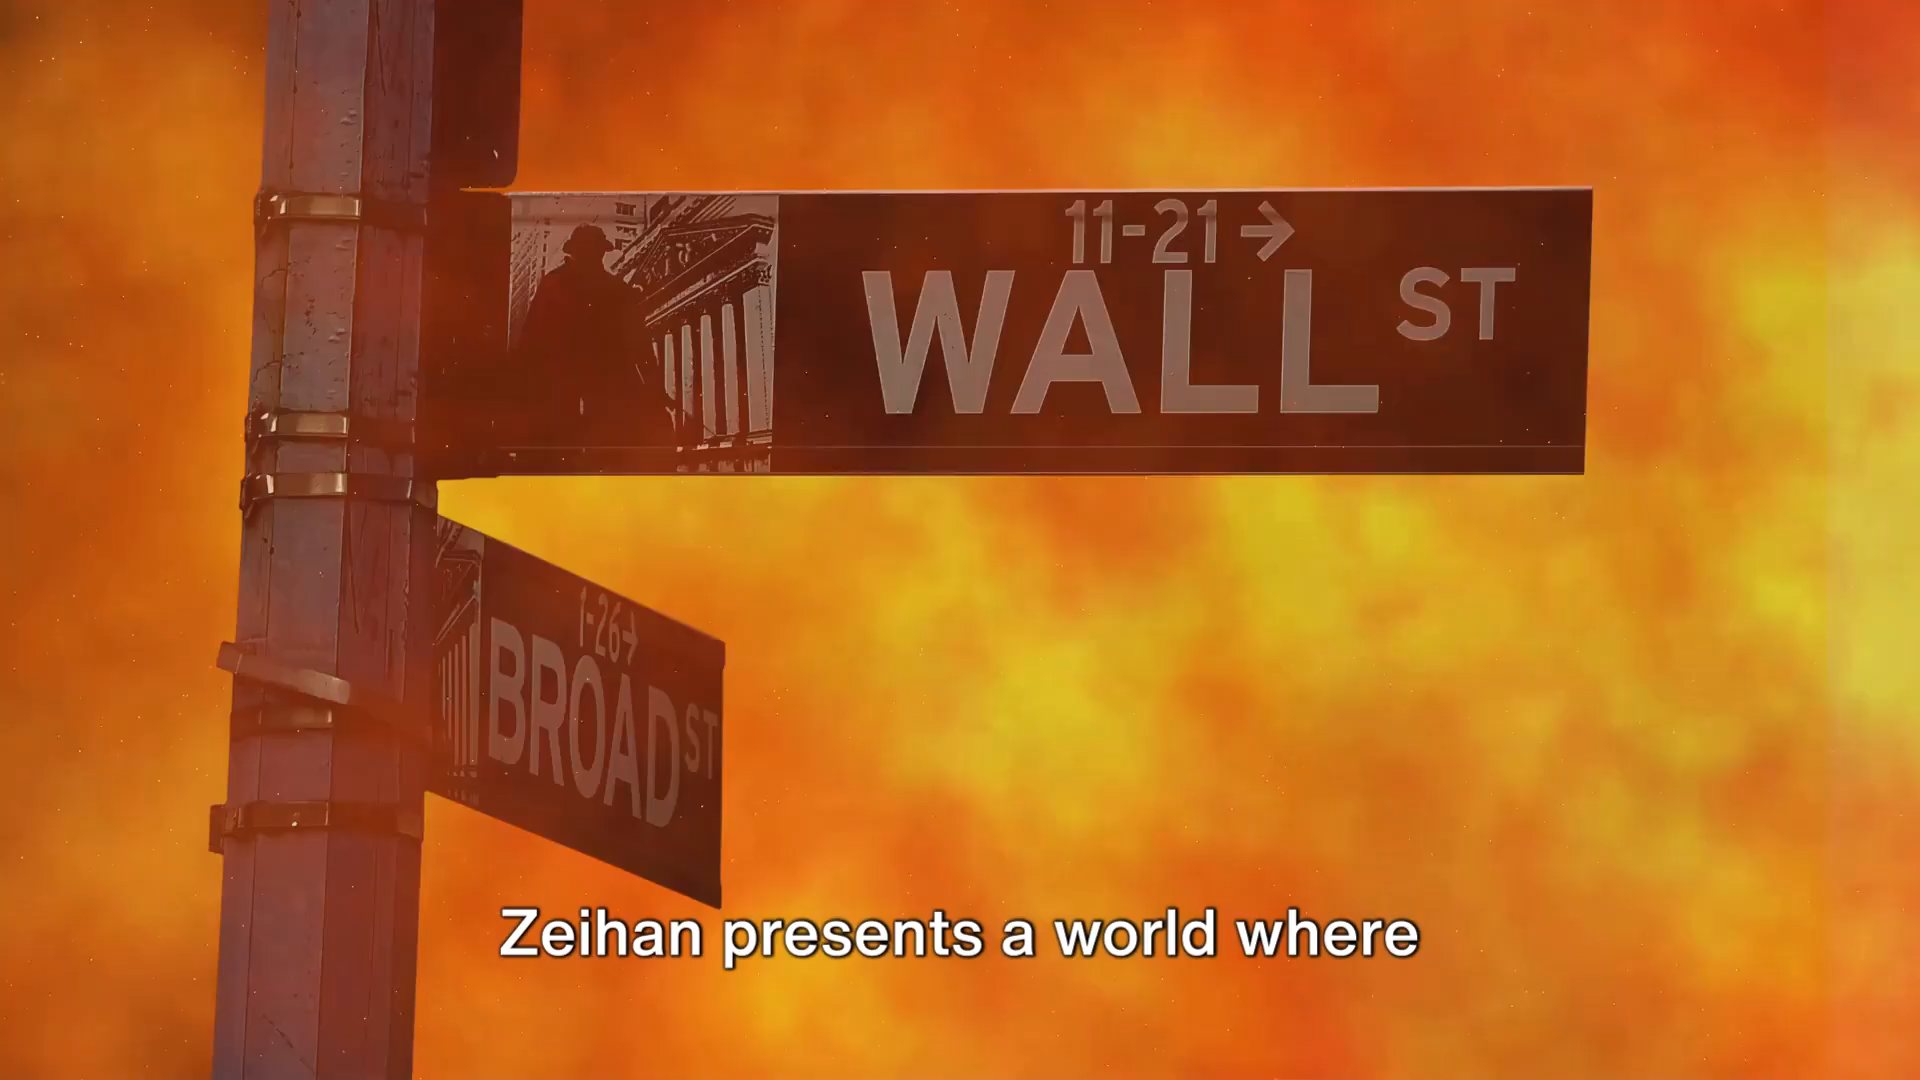 11-21→
WALL ST
1-26→
BROAD ST
Zeihan presents a world where